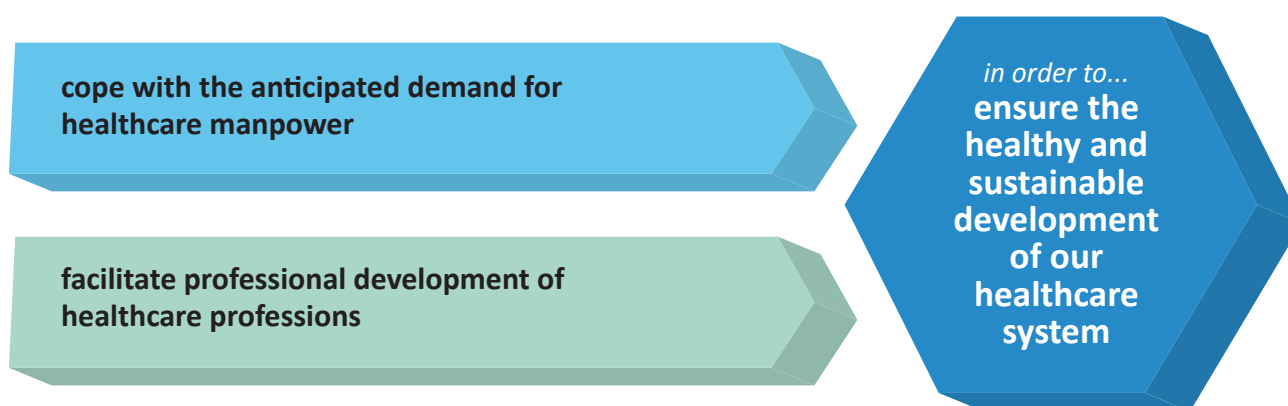 cope with the anticipated demand for
healthcare manpower
facilitate professional development of
healthcare professions
in order to...
ensure the
healthy and
sustainable
development
of our
healthcare
system